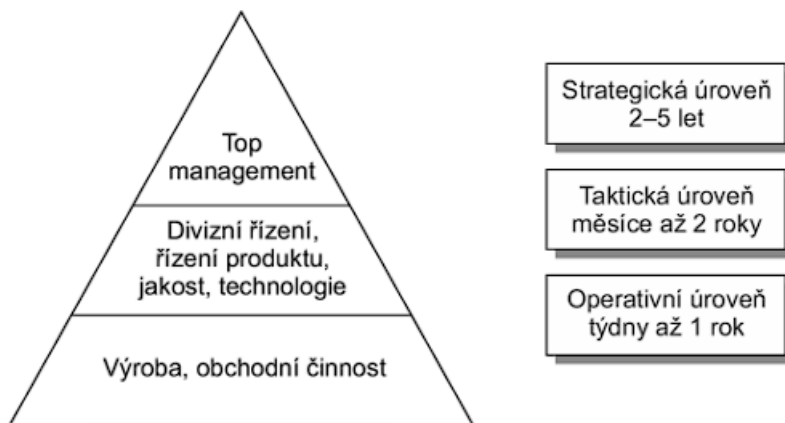 Top
management
Divizní řízení,
řízení produktu,
jakost, technologie
Výroba, obchodní činnost
Strategická úroveň
2–5 let
Taktická úroveň
měsíce až 2 roky
Operativní úroveň
týdny až 1 rok